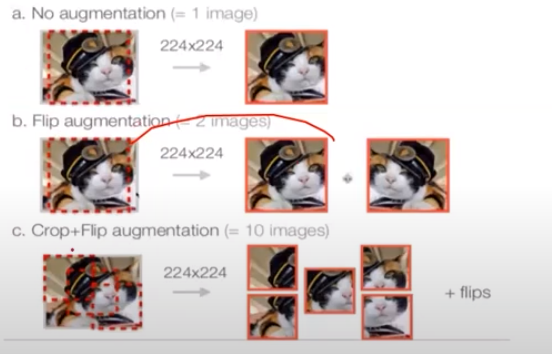 a. No augmentation (= 1 image)
224x224
b. Flip augmentation (= 2 images)
224x224
c. Crop+Flip augmentation (= 10 images)
224x224
+ flips